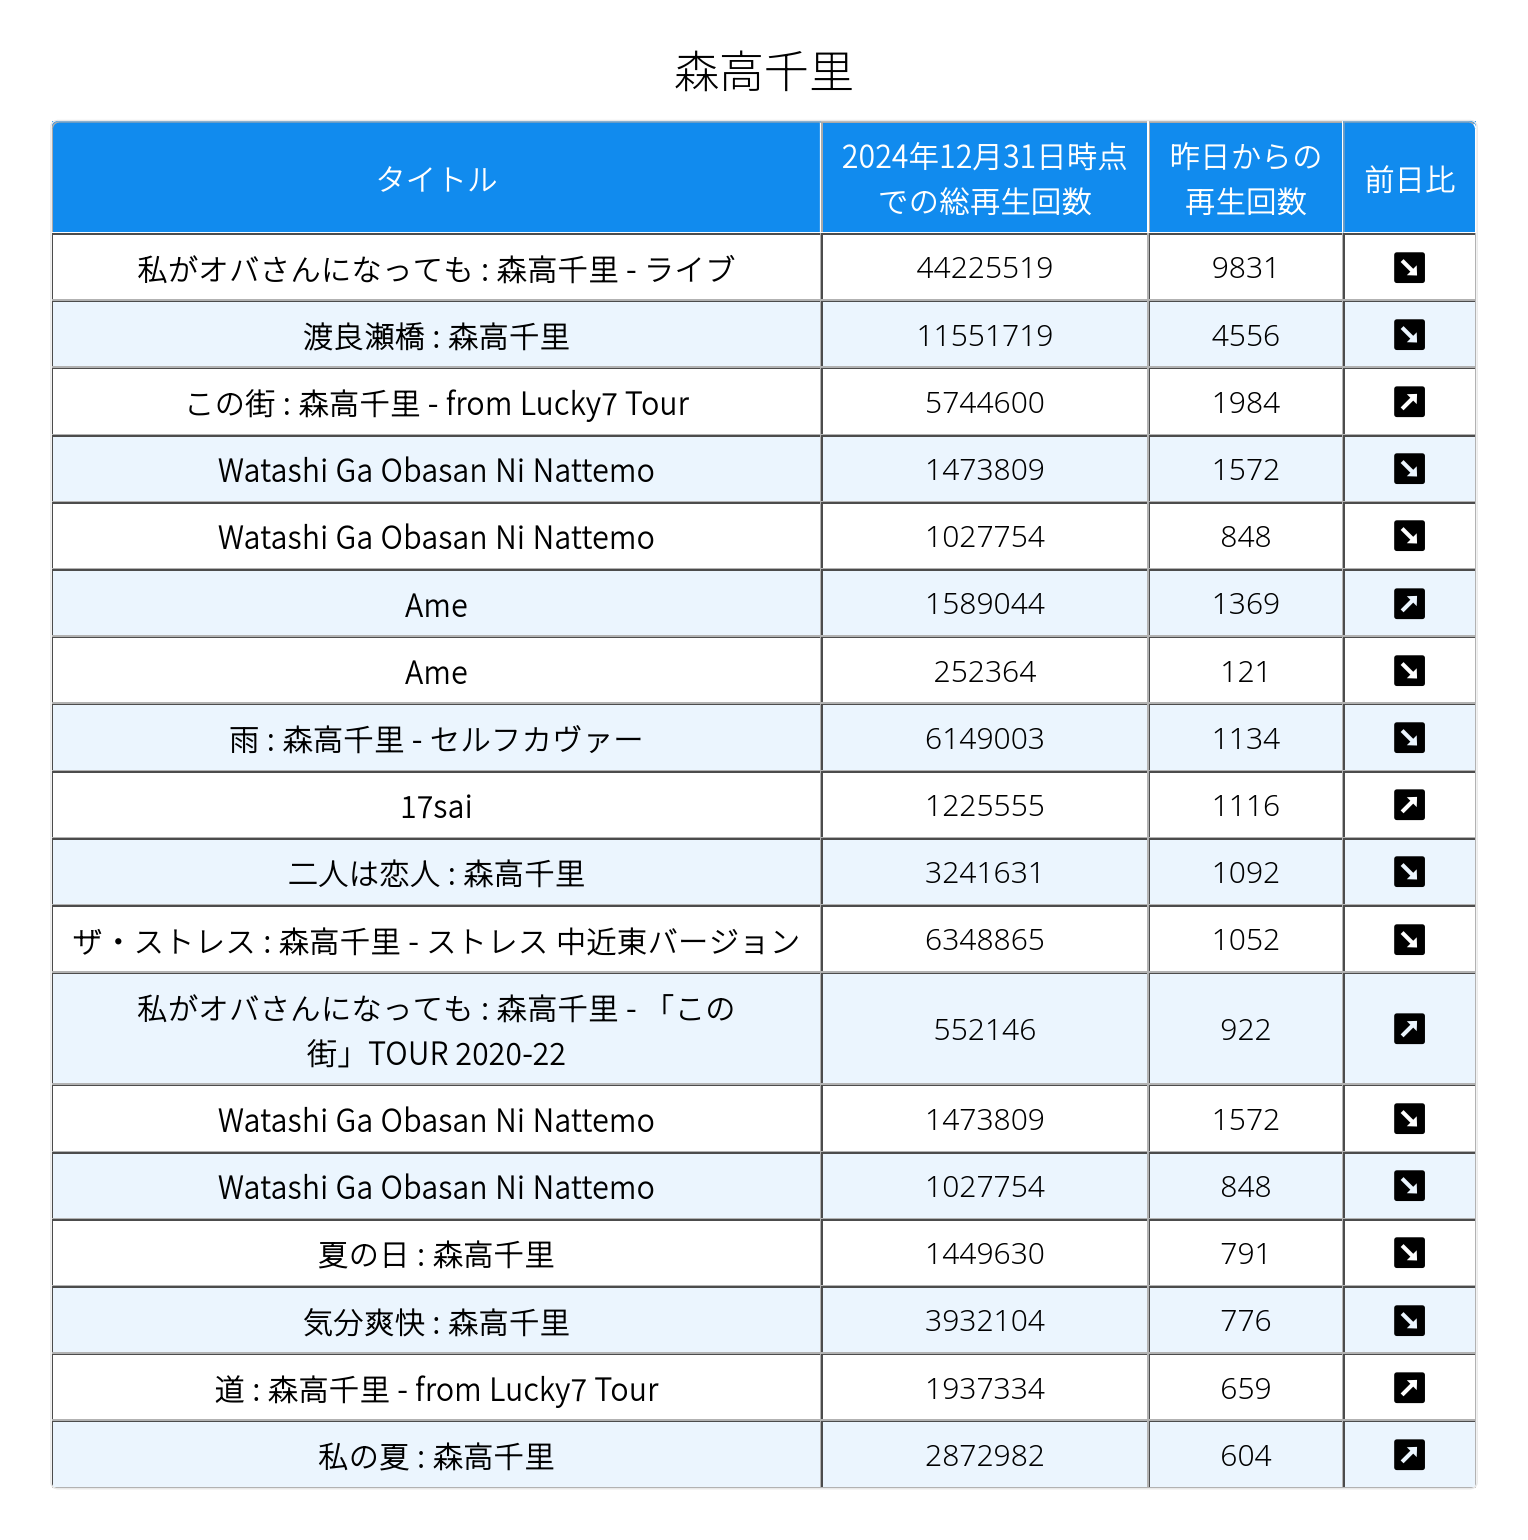 森高千里
タイトル
2024年12月31日時点
での総再生回数
昨日からの
再生回数
前日比
私がオバさんになっても : 森高千里 - ライブ 44225519 9831
渡良瀬橋 : 森高千里 11551719 4556
この街 : 森高千里 - from Lucky7 Tour 5744600 1984
Watashi Ga Obasan Ni Nattemo 1473809 1572
Watashi Ga Obasan Ni Nattemo 1027754 848
Ame 1589044 1369
Ame 252364 121
雨 : 森高千里 - セルフカヴァー 6149003 1134
17sai 1225555 1116
二人は恋人 : 森高千里 3241631 1092
ザ・ストレス : 森高千里 - ストレス 中近東バージョン 6348865 1052
私がオバさんになっても : 森高千里 - 「この
街」TOUR 2020-22 552146 922
Watashi Ga Obasan Ni Nattemo 1473809 1572
Watashi Ga Obasan Ni Nattemo 1027754 848
夏の日 : 森高千里 1449630 791
気分爽快 : 森高千里 3932104 776
道 : 森高千里 - from Lucky7 Tour 1937334 659
私の夏 : 森高千里 2872982 604